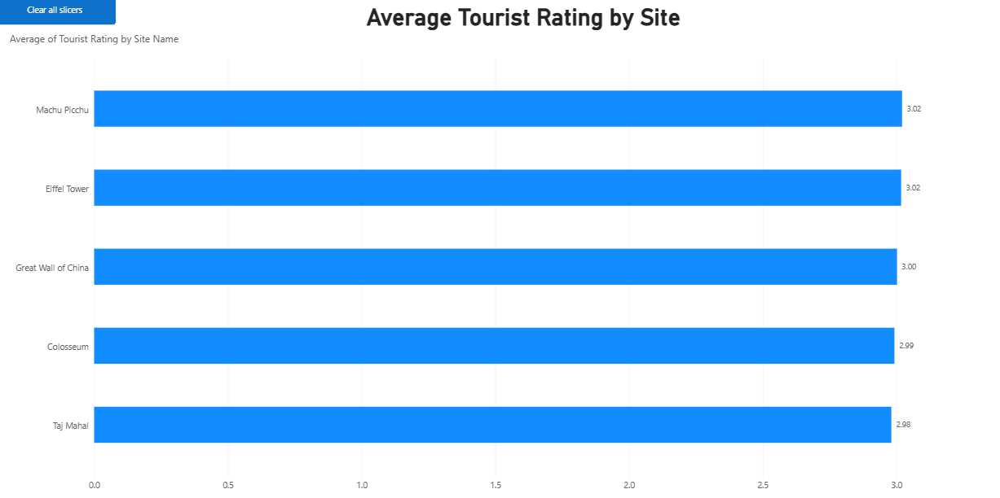 Clear all slicers
Average Tourist Rating by Site
Average of Tourist Rating by Site Name
Machu Picchu 3.02
Eiffel Tower 3.02
Great Wall of China 3.00
Colosseum 2.99
Taj Mahal 2.98
0.0 0.5 1.0 1.5 2.0 2.5 3.0